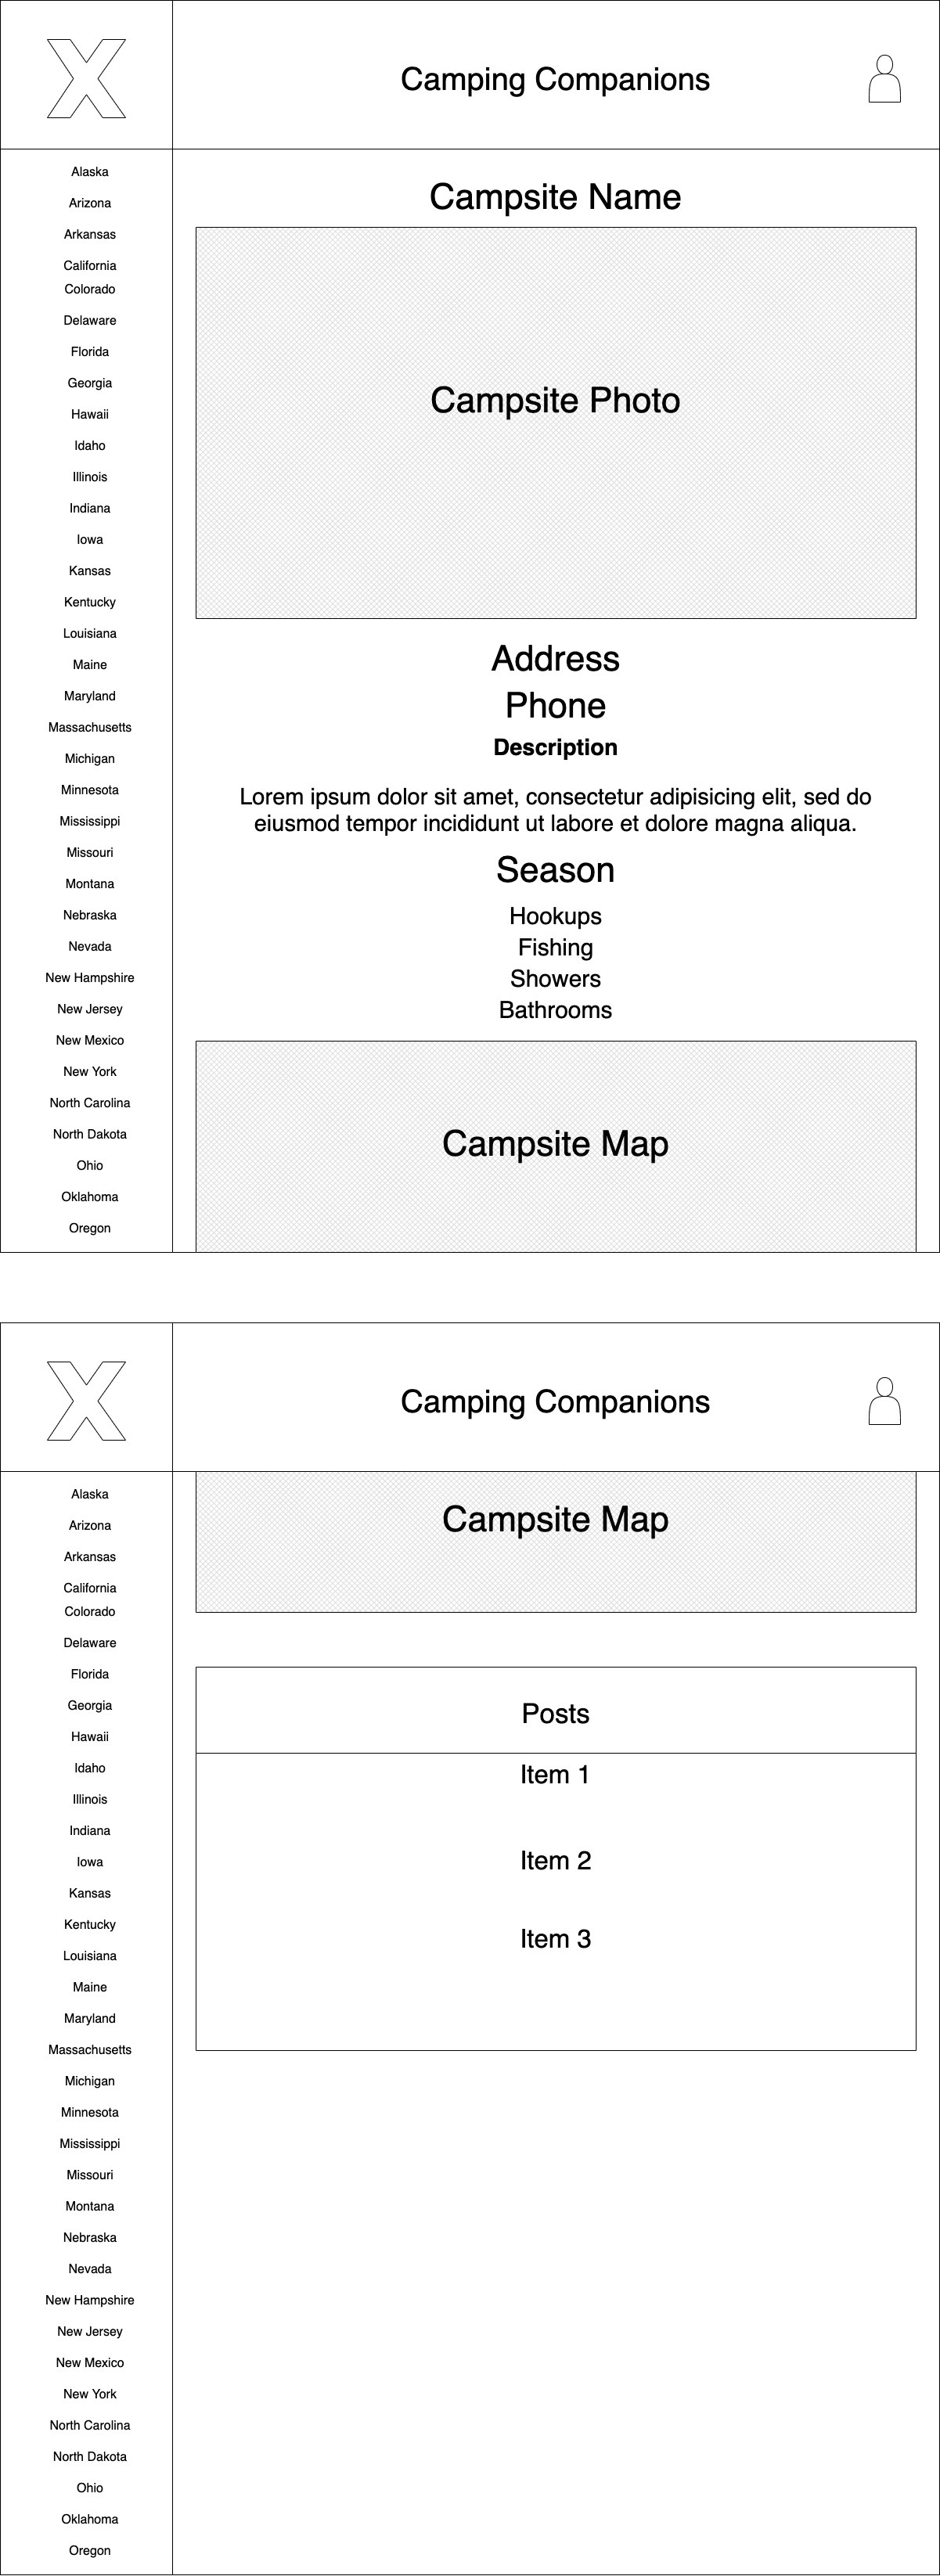 Camping Companions
Alaska
Arizona
Arkansas
California
Colorado
Delaware
Florida
Georgia
Hawaii
Idaho
Illinois
Indiana
Iowa
Kansas
Kentucky
Louisiana
Maine
Maryland
Massachusetts
Michigan
Minnesota
Mississippi
Missouri
Montana
Nebraska
Nevada
New Hampshire
New Jersey
New Mexico
New York
North Carolina
North Dakota
Ohio
Oklahoma
Oregon
Campsite Name
Campsite Photo
Address
Phone
Description
Lorem ipsum dolor sit amet, consectetur adipisicing elit, sed do
eiusmod tempor incididunt ut labore et dolore magna aliqua.
Season
Hookups
Fishing
Showers
Bathrooms
Campsite Map
Camping Companions
Alaska
Arizona
Arkansas
California
Colorado
Delaware
Florida
Georgia
Hawaii
Idaho
Illinois
Indiana
Iowa
Kansas
Kentucky
Louisiana
Maine
Maryland
Massachusetts
Michigan
Minnesota
Mississippi
Missouri
Montana
Nebraska
Nevada
New Hampshire
New Jersey
New Mexico
New York
North Carolina
North Dakota
Ohio
Oklahoma
Oregon
Campsite Map
Posts
Item 1
Item 2
Item 3